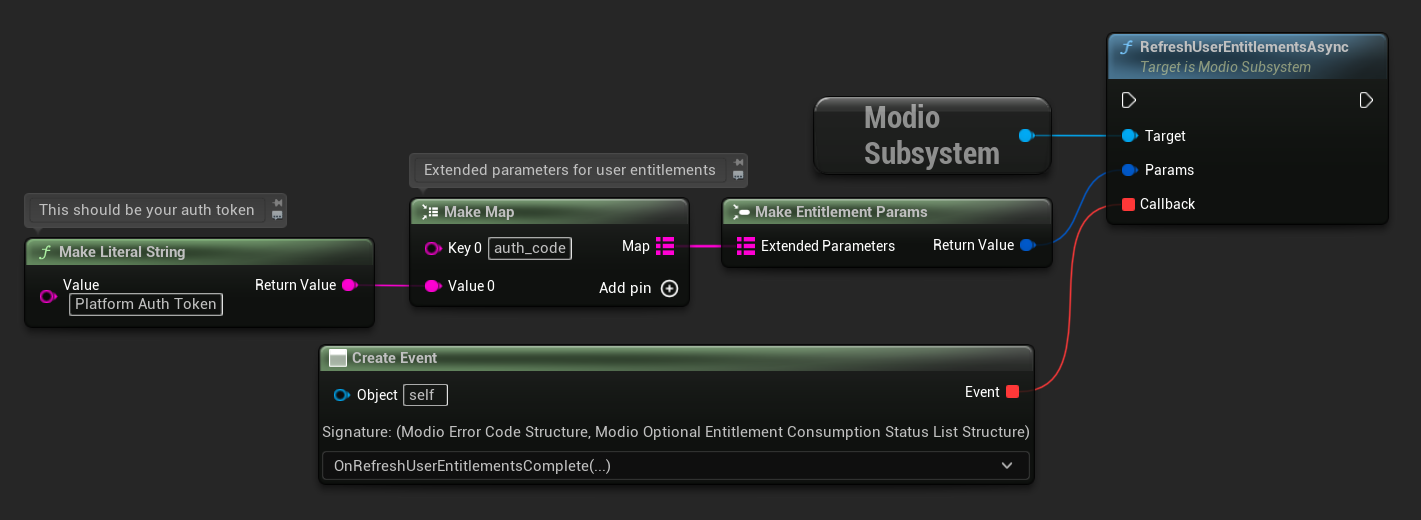 RefreshUserEntitlementsAsync
Target is Modio Subsystem
Target
Params
Callback
Modio
Subsystem
Extended parameters for user entitlements
Make Map
Key 0 auth_code
Map
Value 0
Add pin
Make Entitlement Params
Extended Parameters
Return Value
This should be your auth token
Make Literal String
Value
Platform Auth Token
Return Value
Create Event
Object self
Event
Signature: (Modio Error Code Structure, Modio Optional Entitlement Consumption Status List Structure)
OnRefreshUserEntitlementsComplete(...)